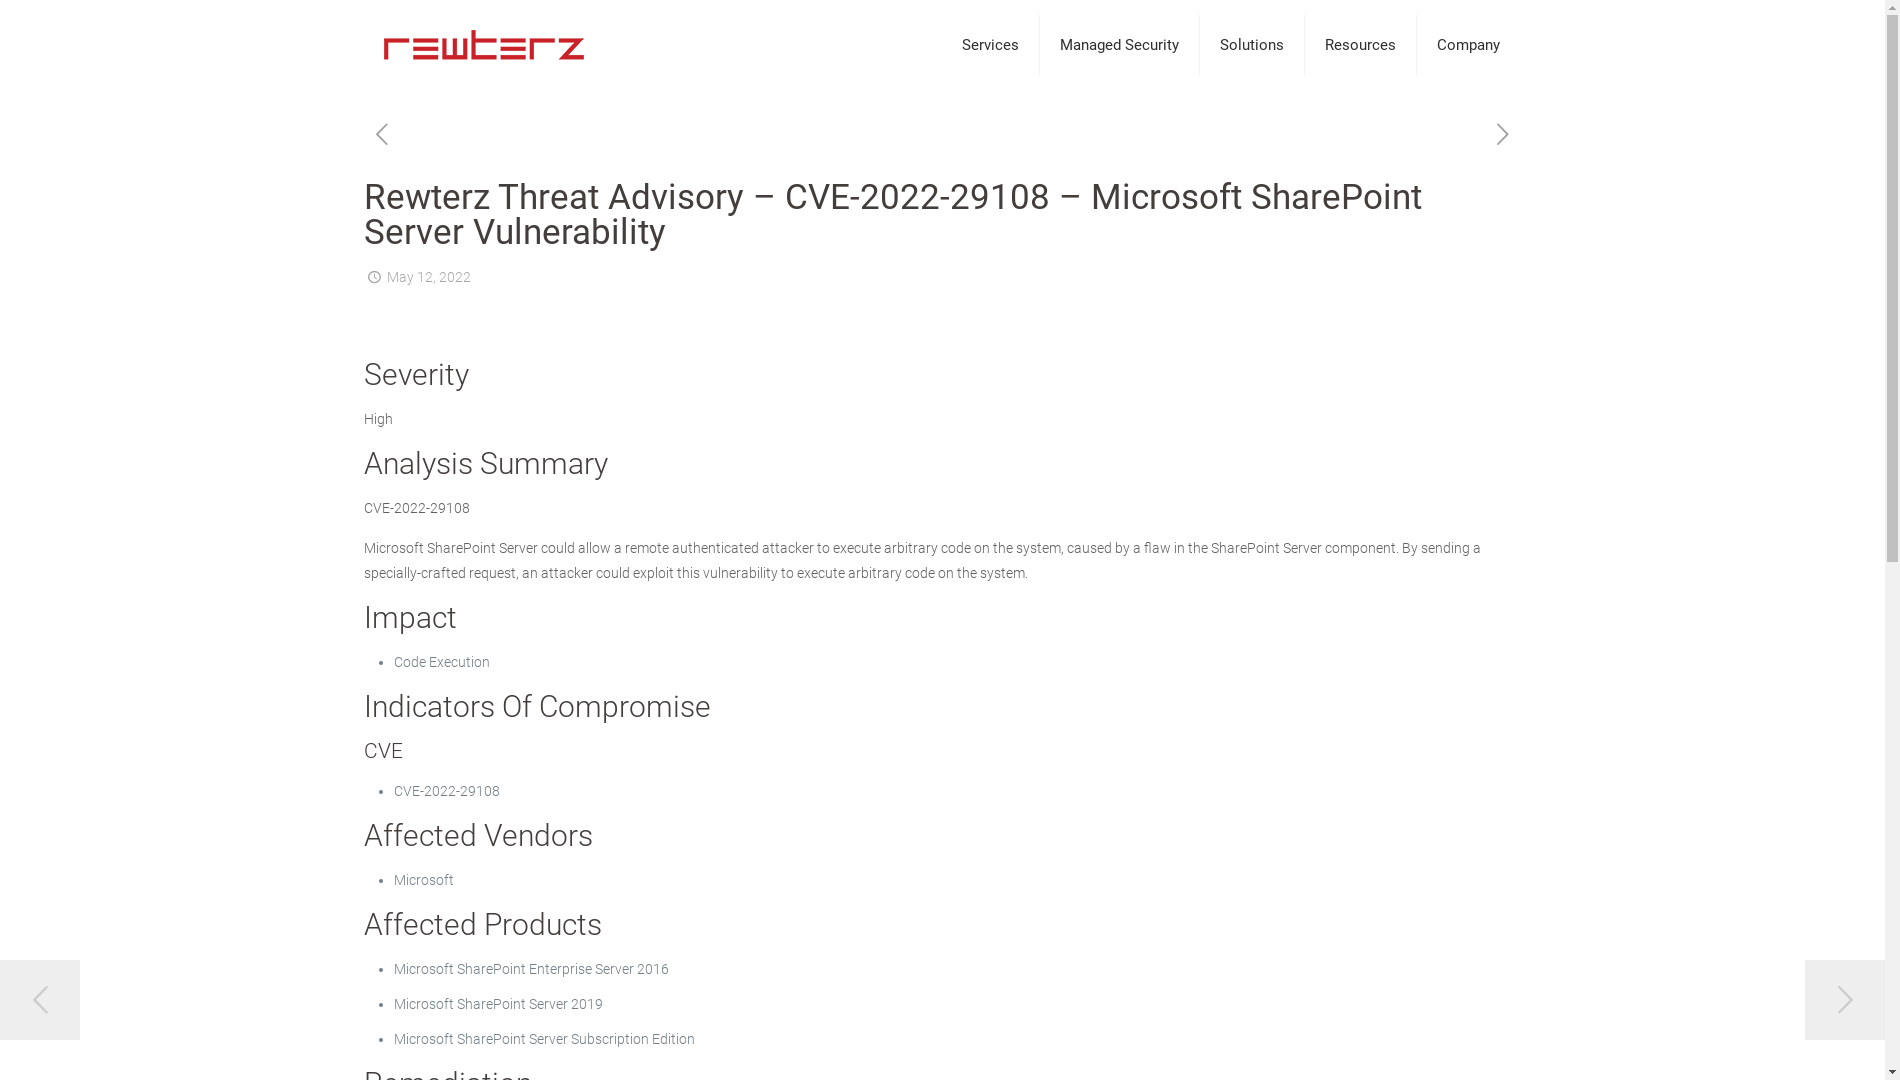 rewterz
Services
Managed Security
Solutions
Resources
Company
Rewterz Threat Advisory – CVE-2022-29108 – Microsoft SharePoint
Server Vulnerability
May 12, 2022
Severity
High
Analysis Summary
CVE-2022-29108
Microsoft SharePoint Server could allow a remote authenticated attacker to execute arbitrary code on the system, caused by a flaw in the SharePoint Server component. By sending a
specially-crafted request, an attacker could exploit this vulnerability to execute arbitrary code on the system.
Impact
Code Execution
Indicators Of Compromise
CVE
CVE-2022-29108
Affected Vendors
Microsoft
Affected Products
Microsoft SharePoint Enterprise Server 2016
Microsoft SharePoint Server 2019
Microsoft SharePoint Server Subscription Edition
Remediation